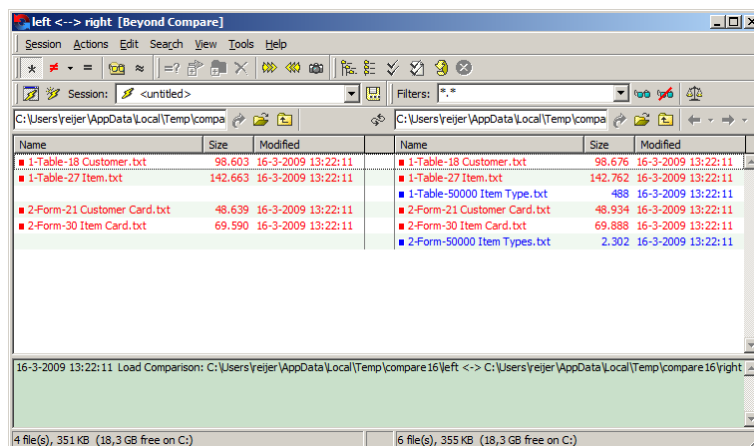 left <--> right  [Beyond Compare]
Session Actions Edit Search View Tools Help
Session: <untitled> Filters: *.*
C:\Users\reijer\AppData\Local\Temp\compa C:\Users\reijer\AppData\Local\Temp\compa
Name Size Modified Name Size Modified
1-Table-18 Customer.txt 98.603 16-3-2009 13:22:11 1-Table-18 Customer.txt 98.676 16-3-2009 13:22:11
1-Table-27 Item.txt 142.663 16-3-2009 13:22:11 1-Table-27 Item.txt 142.762 16-3-2009 13:22:11
1-Table-50000 Item Type.txt 488 16-3-2009 13:22:11
2-Form-21 Customer Card.txt 48.639 16-3-2009 13:22:11 2-Form-21 Customer Card.txt 48.934 16-3-2009 13:22:11
2-Form-30 Item Card.txt 69.590 16-3-2009 13:22:11 2-Form-30 Item Card.txt 69.888 16-3-2009 13:22:11
2-Form-50000 Item Types.txt 2.302 16-3-2009 13:22:11
16-3-2009 13:22:11 Load Comparison: C:\Users\reijer\AppData\Local\Temp\compare16\left <-> C:\Users\reijer\AppData\Local\Temp\compare16\right
4 file(s), 351 KB (18,3 GB free on C:) 6 file(s), 355 KB (18,3 GB free on C:)